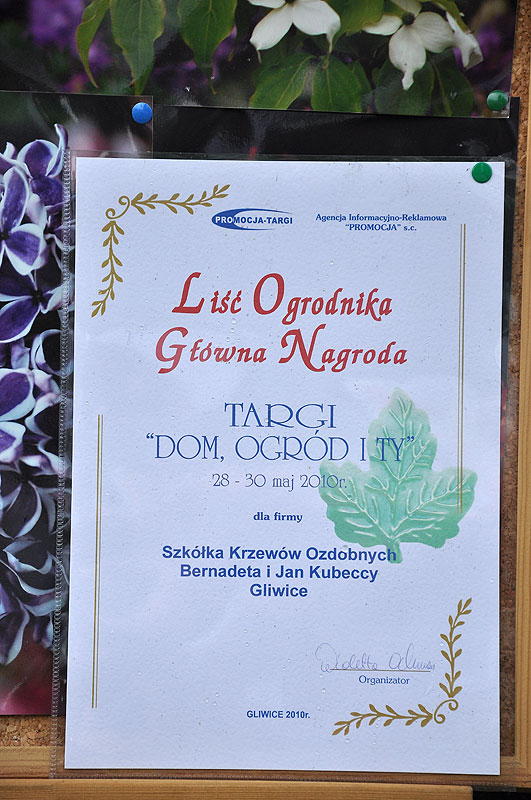 PROMOCJA-TARGI
Agencja Informacyjno-Reklamowa
"PROMOCJA" s.c.
Liść Ogrodnika
Główna Nagroda
TARGI
"DOM, OGRÓD I TY"
28 - 30 maj 2010r.
dla firmy
Szkółka Krzewów Ozdobnych
Bernadeta i Jan Kubeccy
Gliwice
Organizator
GLIWICE 2010r.